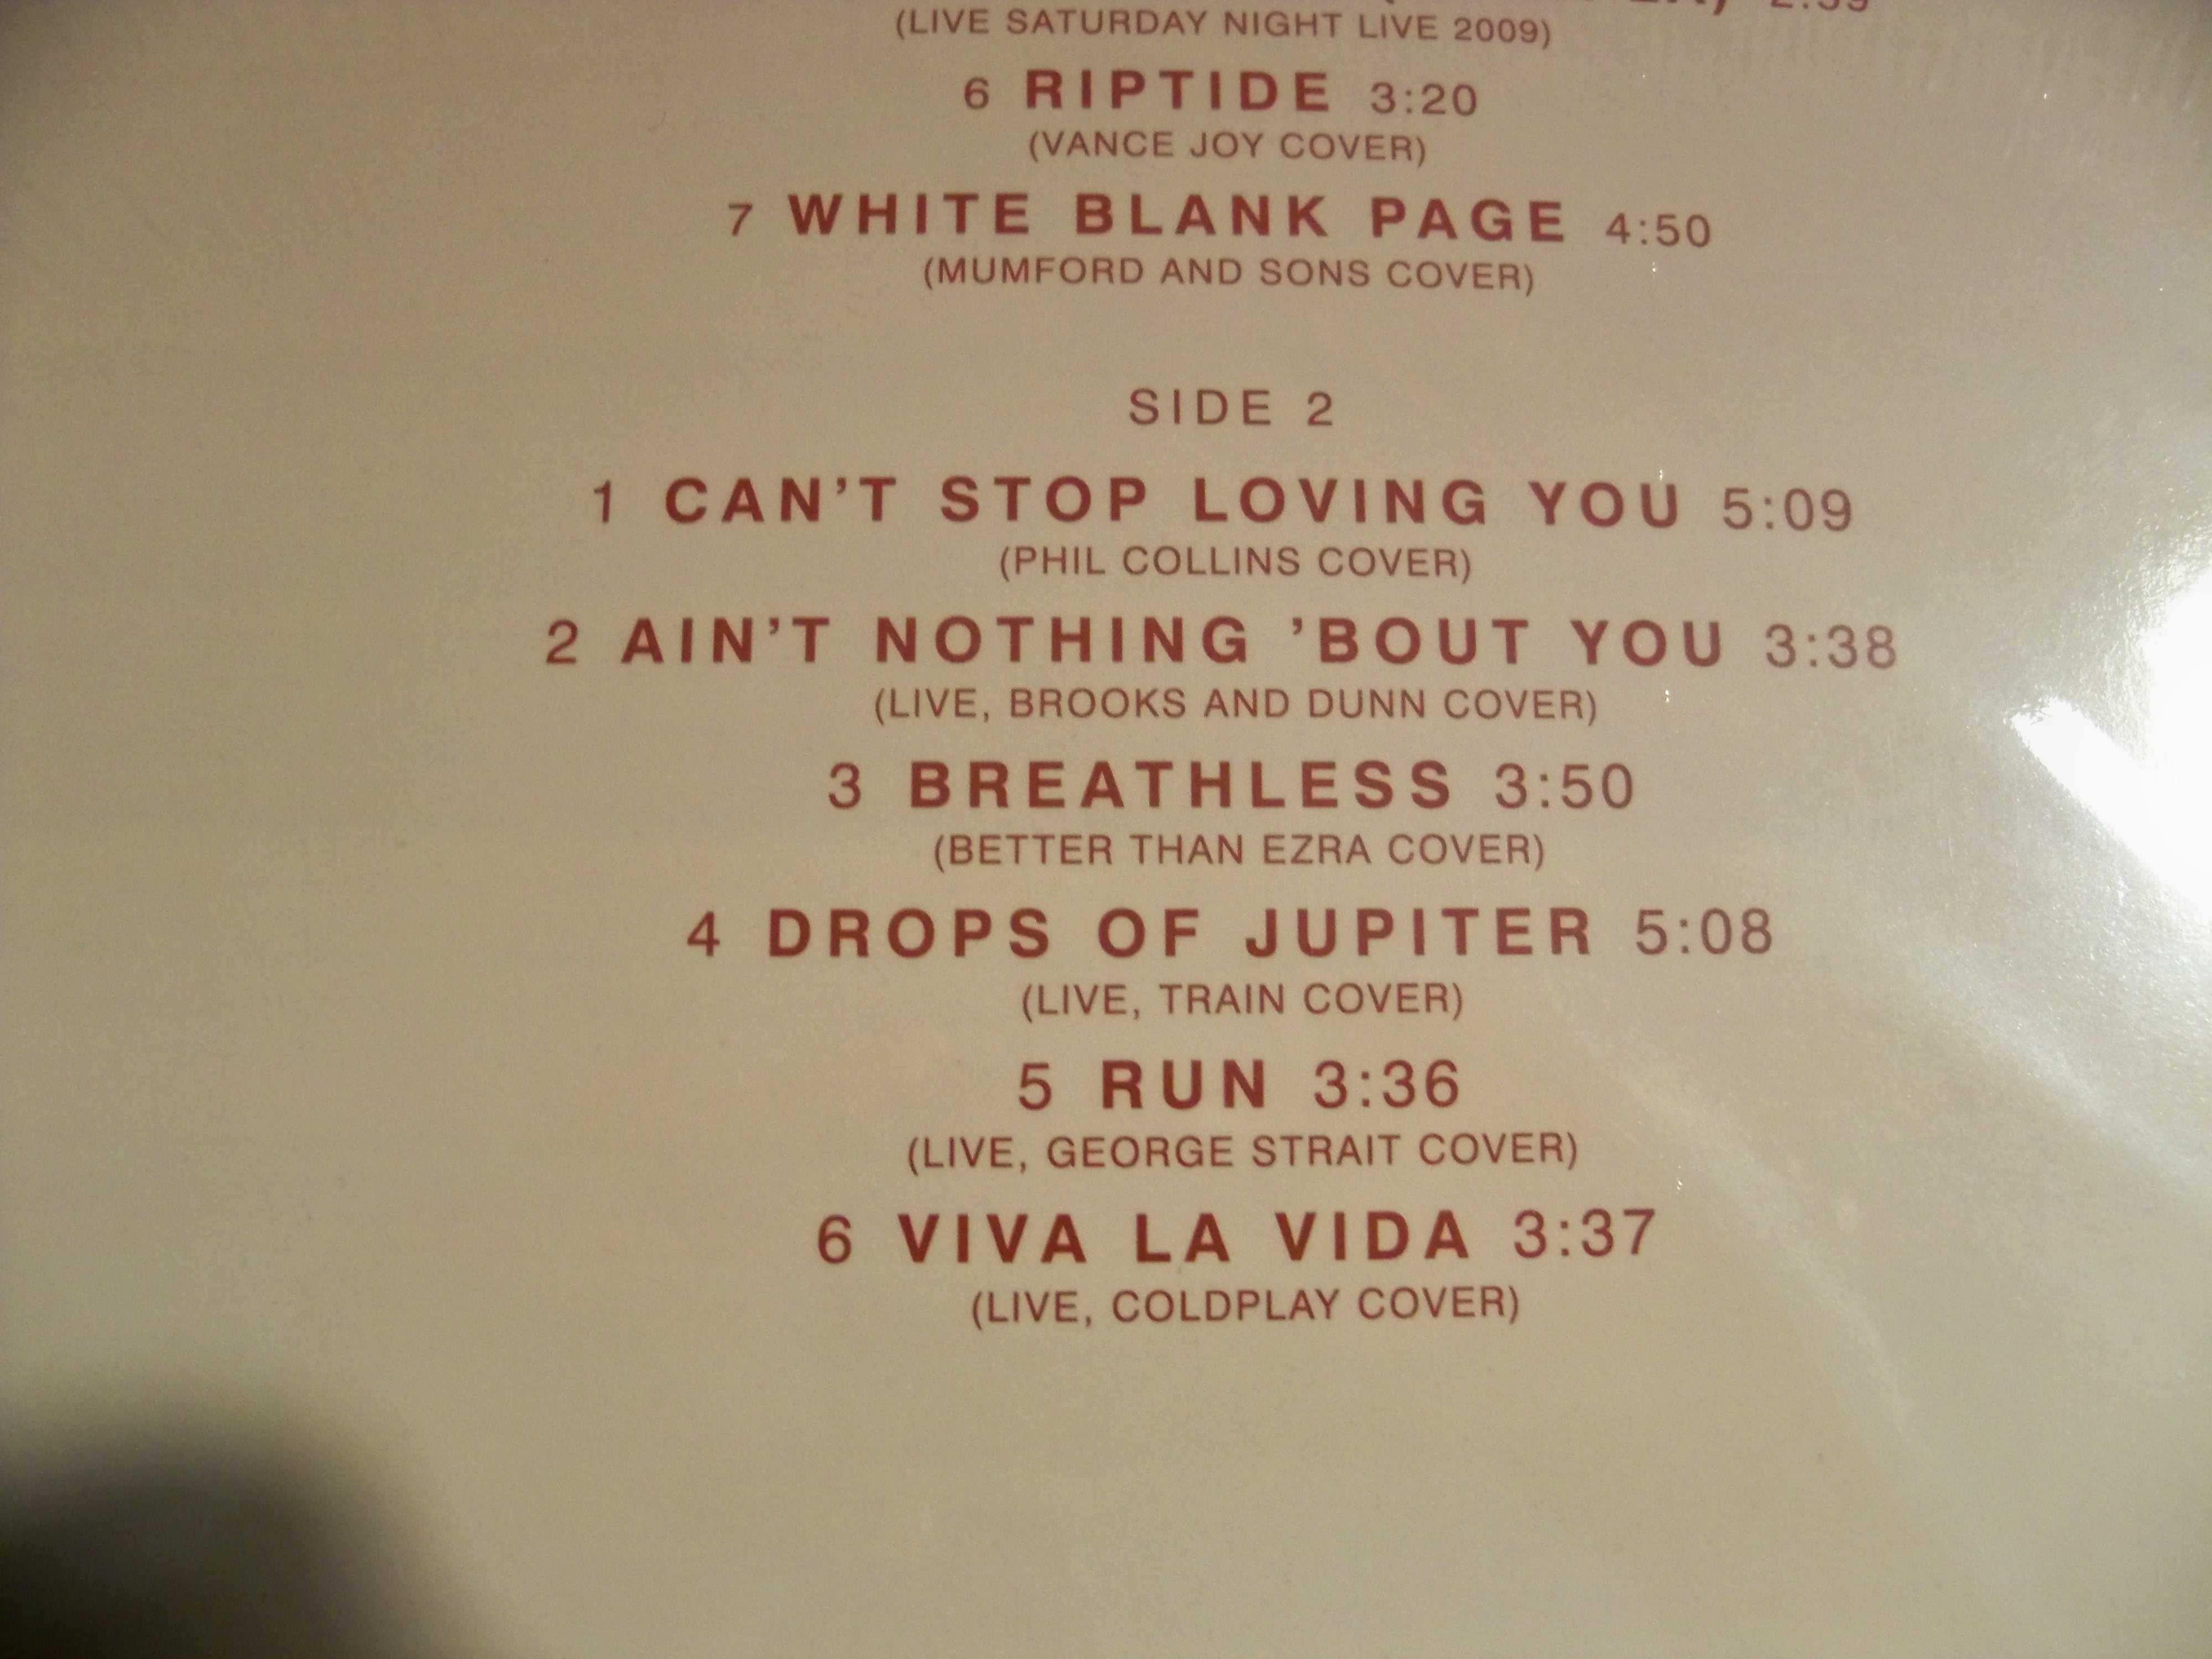 (LIVE SATURDAY NIGHT LIVE 2009)
6 RIPTIDE 3:20
(VANCE JOY COVER)
7 WHITE BLANK PAGE 4:50
(MUMFORD AND SONS COVER)
SIDE 2
1 CAN'T STOP LOVING YOU 5:09
(PHIL COLLINS COVER)
2 AIN'T NOTHING 'BOUT YOU 3:38
(LIVE, BROOKS AND DUNN COVER)
3 BREATHLESS 3:50
(BETTER THAN EZRA COVER)
4 DROPS OF JUPITER 5:08
(LIVE, TRAIN COVER)
5 RUN 3:36
(LIVE, GEORGE STRAIT COVER)
6 VIVA LA VIDA 3:37
(LIVE, COLDPLAY COVER)